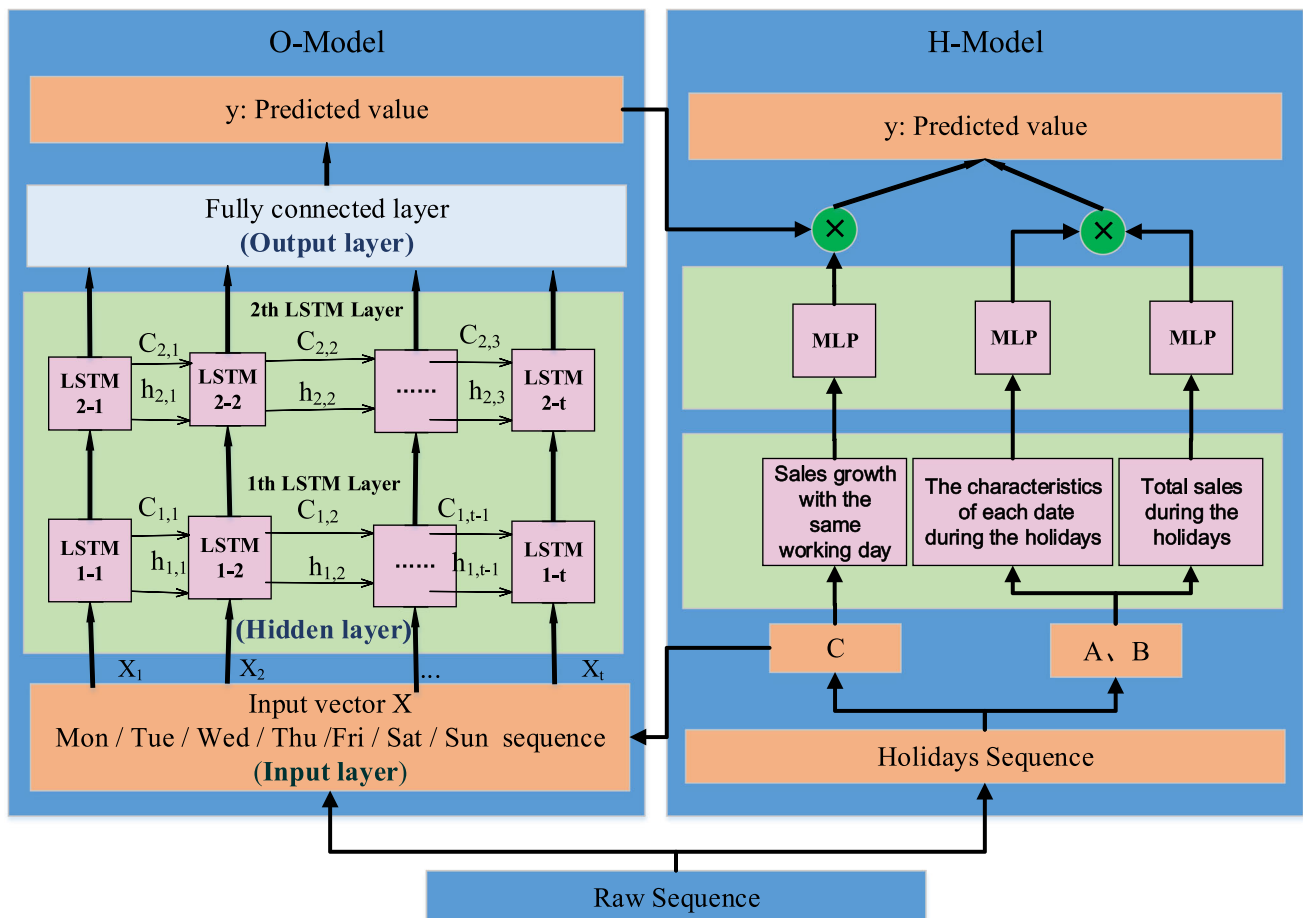 O-Model
y: Predicted value
Fully connected layer
(Output layer)
2th LSTM Layer
C2,1
C2,2
C2,3
LSTM
2-1
h2,1
LSTM
2-2
h2,2
......
h2,3
LSTM
2-t
1th LSTM Layer
C1,1
C1,2
C1,t-1
LSTM
1-1
h1,1
LSTM
1-2
h1,2
......
h1,t-1
LSTM
1-t
(Hidden layer)
X1
X2
...
Xt
Input vector X
Mon / Tue / Wed / Thu /Fri / Sat / Sun sequence
(Input layer)
H-Model
y: Predicted value
×
×
MLP
MLP
MLP
Sales growth
with the
same
working day
The characteristics
of each date
during the holidays
Total sales
during the
holidays
C
A、B
Holidays Sequence
Raw Sequence